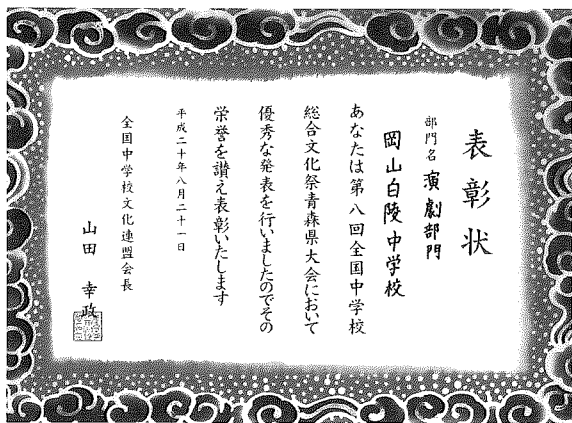 表彰状
部門名 演劇部門
岡山白陵中学校
あなたは第八回全国中学校
総合文化祭青森県大会において
優秀な発表を行いましたのでその
栄誉を讃え表彰いたします
平成二十年八月二十一日
全国中学校文化連盟会長
山田 幸政